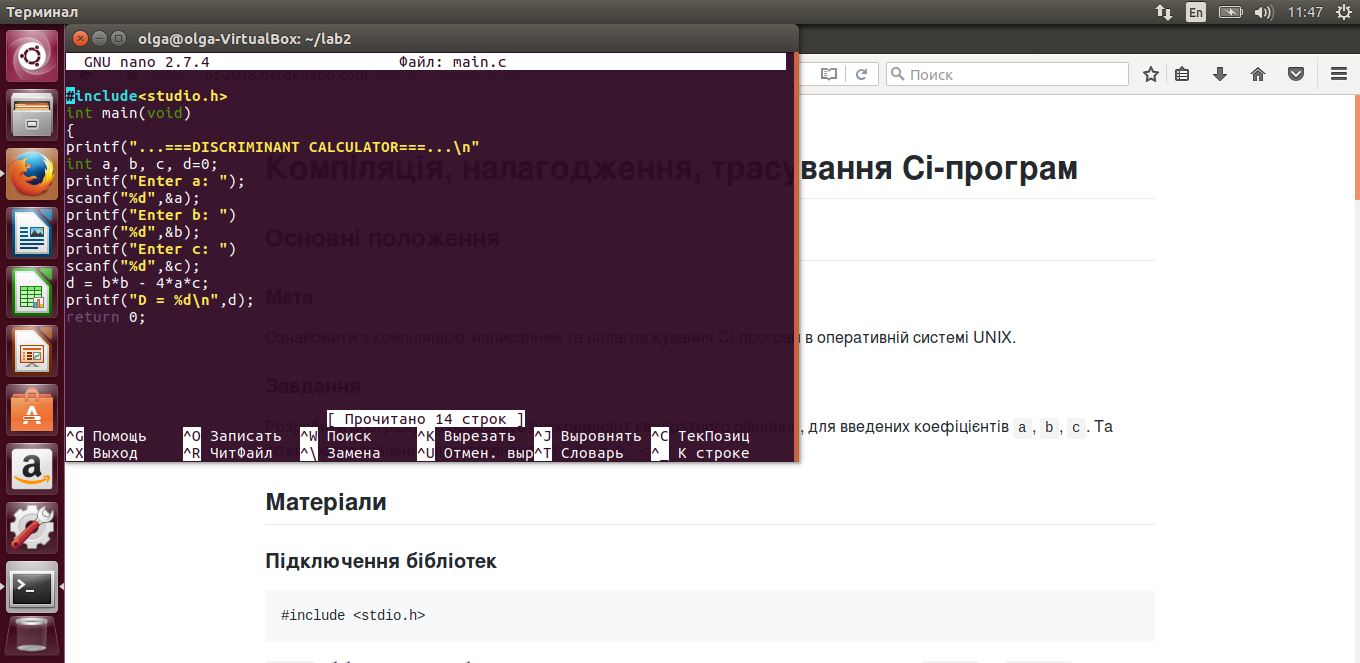 Терминал
En
11:47
olga@olga-VirtualBox: ~/lab2
GNU nano 2.7.4 Файл: main.c
#include<studio.h>
int main(void)
{
printf("...===DISCRIMINANT CALCULATOR===...\n"
int a, b, c, d=0;
printf("Enter a: ");
scanf("%d",&a);
printf("Enter b: ")
scanf("%d",&b);
printf("Enter c: ")
scanf("%d",&c);
d = b*b - 4*a*c;
printf("D = %d\n",d);
return 0;
[ Прочитано 14 строк ]
^G Помощь ^O Записать ^W Поиск ^K Вырезать ^J Выровнять ^C ТекПозиц
^X Выход ^R ЧитФайл ^\ Замена ^U Отмен. выр ^T Словарь ^_ К строке
Поиск
Компіляція, налагодження, трасування Сі-програм
Основні положення
Мета
Ознайомити з компіляцією, написанням та налагоджування Сі-програм в оперативній системі UNIX.
Завдання
, для введених коефіцієнтів a , b , c . Та
Матеріали
Підключення бібліотек
#include <stdio.h>